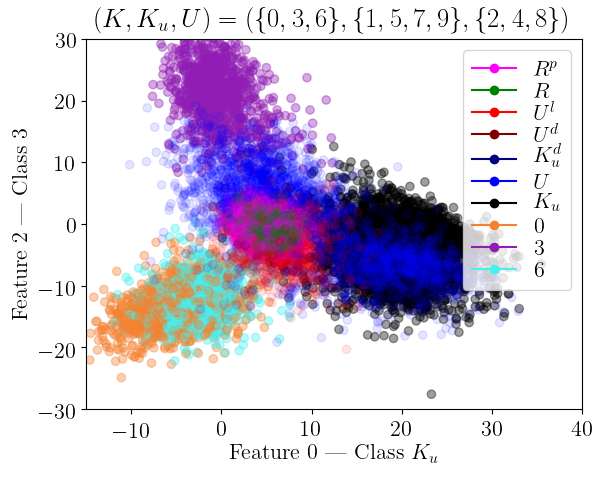 (K, K_u, U) = ({0, 3, 6}, {1, 5, 7, 9}, {2, 4, 8})
30
20
10
0
−10
−20
−30
Feature 2 — Class 3
R^p
R
U^l
U^d
K_u^d
U
K_u
0
3
6
−10 0 10 20 30 40
Feature 0 — Class K_u